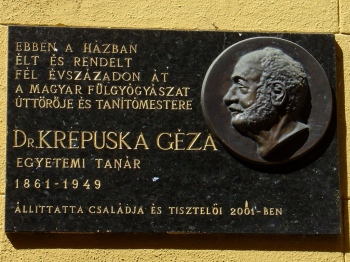 EBBEN A HÁZBAN
ÉLT ÉS RENDELT
FÉL ÉVSZÁZADON ÁT
A MAGYAR FÜLGYÓGYÁSZAT
ÚTTÖRŐJE ÉS TANÍTÓMESTERE
DR. KREPUSKA GÉZA
EGYETEMI TANÁR
1861-1949
ÁLLÍTTATTA CSALÁDJA ÉS TISZTELŐI 2001-BEN